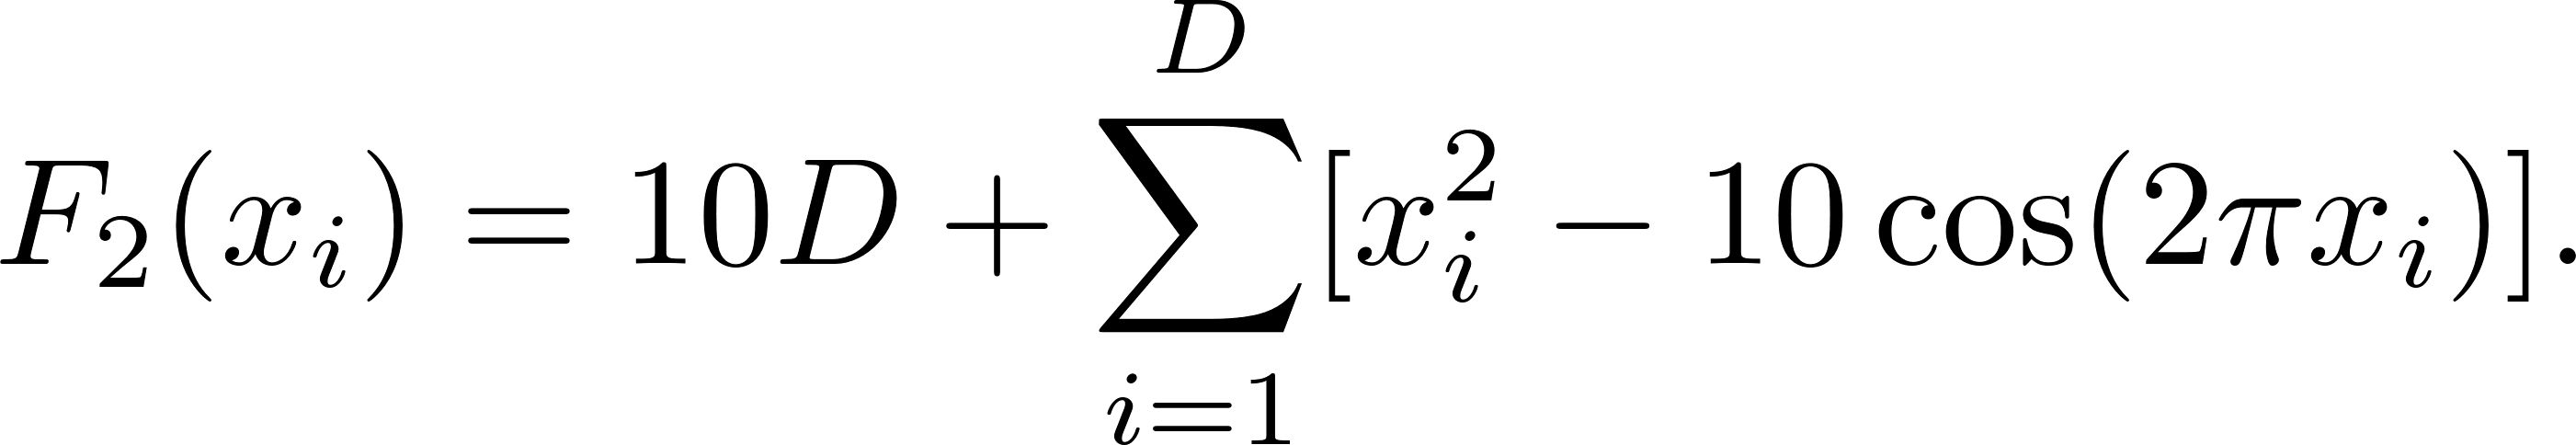 F_2(x_i) = 10D + \sum_{i=1}^{D} [x_i^2 - 10 \cos(2\pi x_i)].